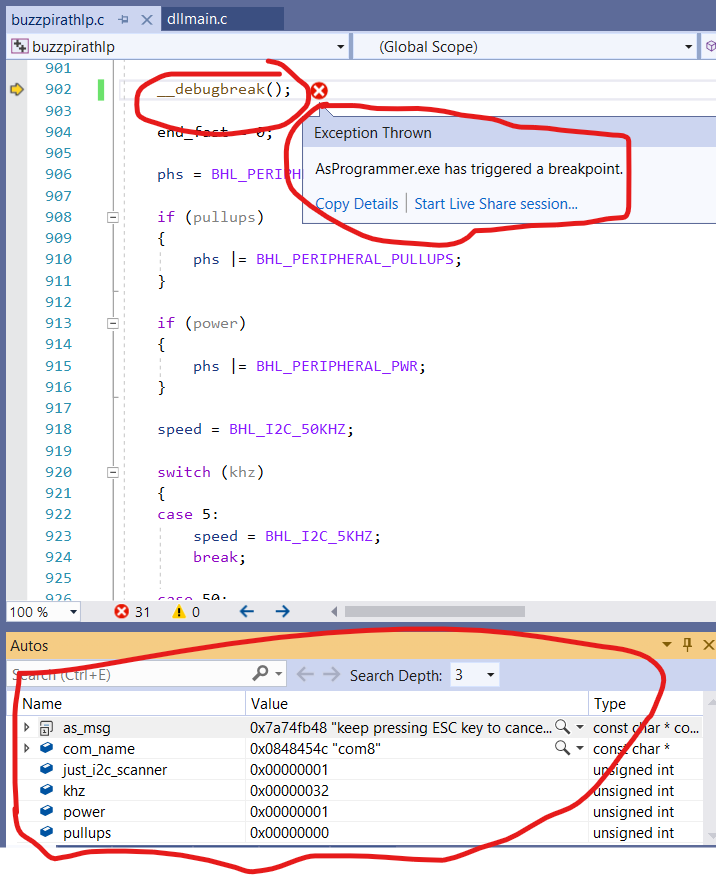 buzzpirathlp.c
dllmain.c
buzzpirathlp
(Global Scope)
901
902 __debugbreak();
903
904 end_fast = 0;
Exception Thrown
AsProgrammer.exe has triggered a breakpoint.
Copy Details | Start Live Share session...
905
906 phs = BHL_PERIPH
907
908 if (pullups)
909 {
910 phs |= BHL_PERIPHERAL_PULLUPS;
911 }
912
913 if (power)
914 {
915 phs |= BHL_PERIPHERAL_PWR;
916 }
917
918 speed = BHL_I2C_50KHZ;
919
920 switch (khz)
921 {
922 case 5:
923 speed = BHL_I2C_5KHZ;
924 break;
925
926 case 50:
100 % 31 0
Autos
Search (Ctrl+E) Search Depth: 3
Name Value Type
as_msg 0x7a74fb48 "keep pressing ESC key to cance... const char * co...
com_name 0x0848454c "com8" const char *
just_i2c_scanner 0x00000001 unsigned int
khz 0x00000032 unsigned int
power 0x00000001 unsigned int
pullups 0x00000000 unsigned int